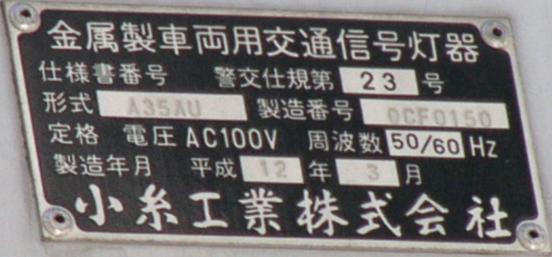 金属製車両用交通信号灯器
仕様書番号 警交仕規第 23 号
形式 A35AU 製造番号 0CF0150
定格 電圧 AC100V 周波数 50/60 Hz
製造年月 平成 12 年 3 月
小糸工業株式会社